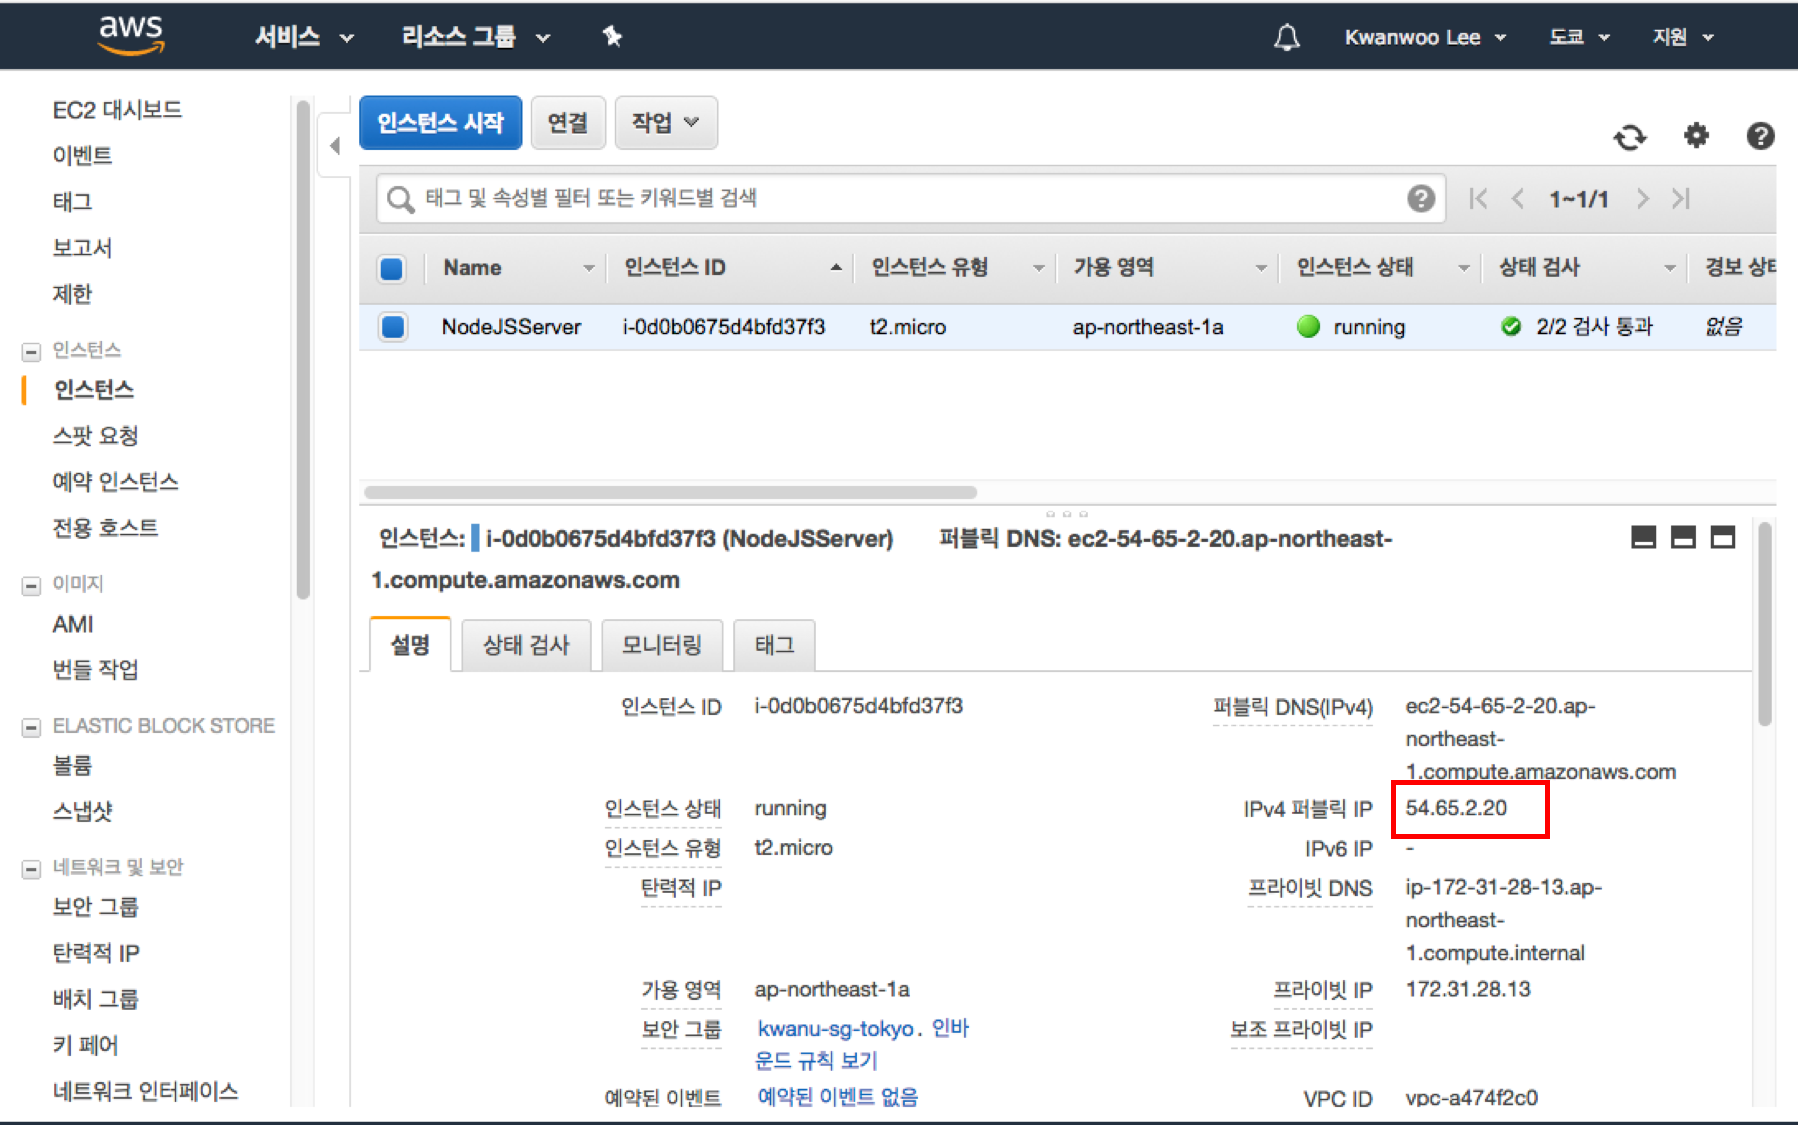 aws 서비스 리소스 그룹 Kwanwoo Lee 도쿄 지원
EC2 대시보드
이벤트
태그
보고서
제한
인스턴스
인스턴스
스팟 요청
예약 인스턴스
전용 호스트
이미지
AMI
번들 작업
ELASTIC BLOCK STORE
볼륨
스냅샷
네트워크 및 보안
보안 그룹
탄력적 IP
배치 그룹
키 페어
네트워크 인터페이스
인스턴스 시작 연결 작업
태그 및 속성별 필터 또는 키워드별 검색 1~1/1
Name 인스턴스 ID 인스턴스 유형 가용 영역 인스턴스 상태 상태 검사 경보 상태
NodeJSServer i-0d0b0675d4bfd37f3 t2.micro ap-northeast-1a running 2/2 검사 통과 없음
인스턴스: i-0d0b0675d4bfd37f3 (NodeJSServer) 퍼블릭 DNS: ec2-54-65-2-20.ap-northeast-
1.compute.amazonaws.com
설명 상태 검사 모니터링 태그
인스턴스 ID i-0d0b0675d4bfd37f3 퍼블릭 DNS(IPv4) ec2-54-65-2-20.ap-
northeast-
1.compute.amazonaws.com
인스턴스 상태 running IPv4 퍼블릭 IP 54.65.2.20
인스턴스 유형 t2.micro IPv6 IP -
탄력적 IP 프라이빗 DNS ip-172-31-28-13.ap-
northeast-
1.compute.internal
가용 영역 ap-northeast-1a 프라이빗 IP 172.31.28.13
보안 그룹 kwanu-sg-tokyo. 인바 보조 프라이빗 IP
운드 규칙 보기
예약된 이벤트 예약된 이벤트 없음 VPC ID vpc-a474f2c0